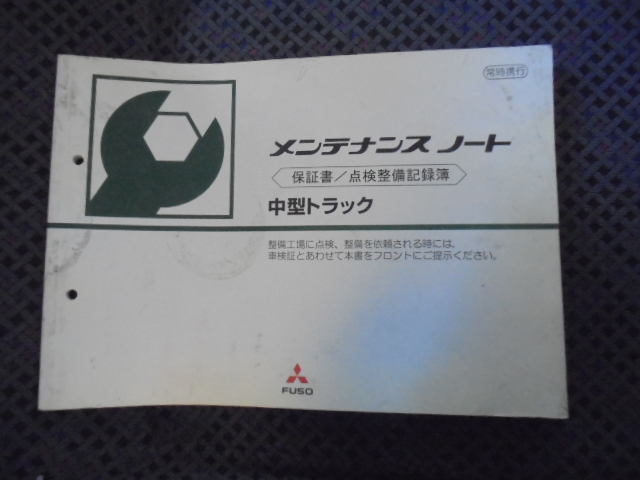 常時携行
メンテナンス ノート
保証書／点検整備記録簿
中型トラック
整備工場に点検、整備を依頼される時には、
車検証とあわせて本書をフロントにご提示ください。
FUSO